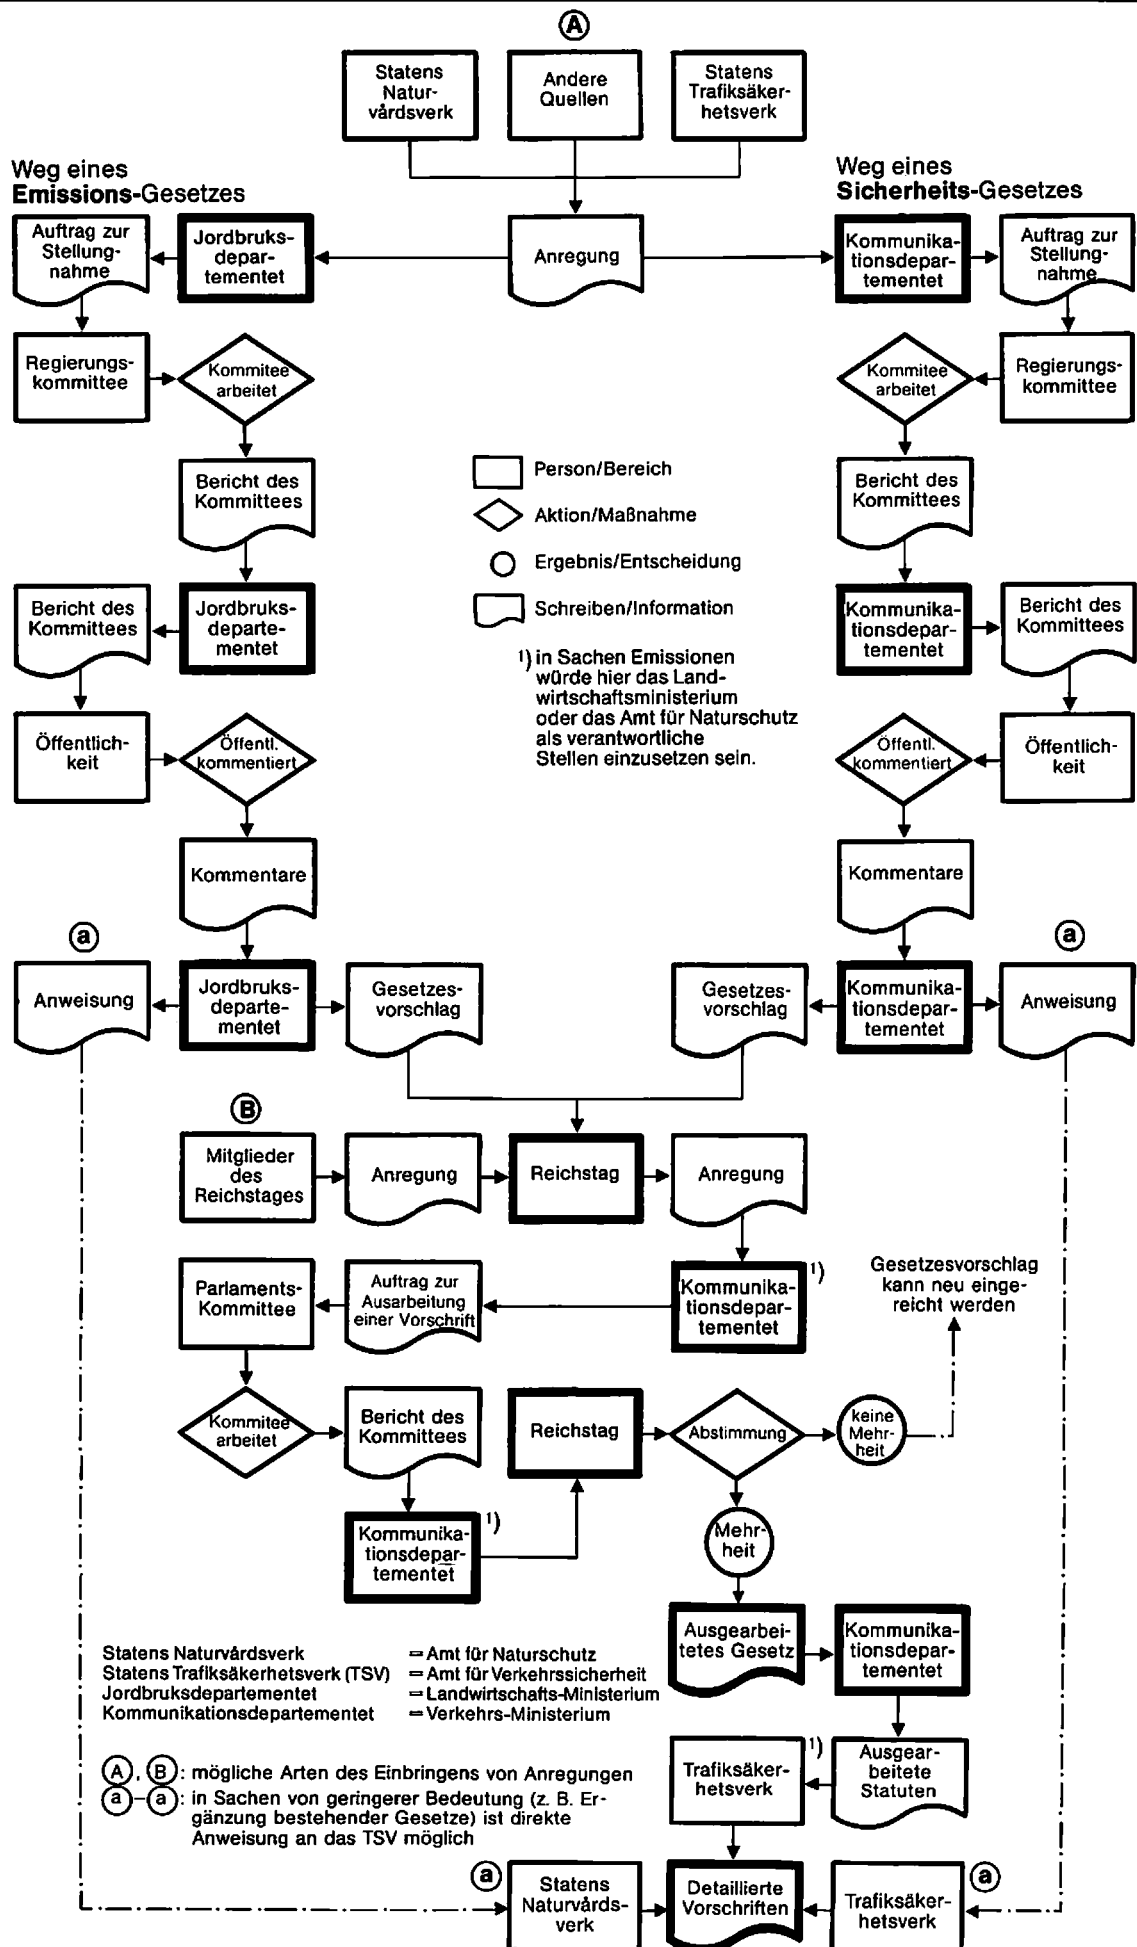 A
Statens
Natur-
vårdsverk
Andere
Quellen
Statens
Trafiksäker-
hetsverk
Weg eines
Emissions-Gesetzes
Weg eines
Sicherheits-Gesetzes
Auftrag zur
Stellung-
nahme
Jordbruks-
depar-
tementet
Anregung
Kommunika-
tionsdepar-
tementet
Auftrag zur
Stellung-
nahme
Regierungs-
kommittee
Kommitee
arbeitet
Kommitee
arbeitet
Regierungs-
kommittee
Bericht des
Kommittees
Person/Bereich
Aktion/Maßnahme
Ergebnis/Entscheidung
Schreiben/Information
Bericht des
Kommittees
Bericht des
Kommittees
Jordbruks-
departe-
mentet
Kommunika-
tionsdepar-
tementet
Bericht des
Kommittees
1) in Sachen Emissionen
würde hier das Land-
wirtschaftsministerium
oder das Amt für Naturschutz
als verantwortliche
Stellen einzusetzen sein.
Öffentlich-
keit
Öffentl.
kommentiert
Öffentl.
kommentiert
Öffentlich-
keit
Kommentare
Kommentare
a
a
Anweisung
Jordbruks-
departe-
mentet
Gesetzes-
vorschlag
Gesetzes-
vorschlag
Kommunika-
tionsdepar-
tementet
Anweisung
B
Mitglieder
des
Reichstages
Anregung
Reichstag
Anregung
Parlaments-
Kommittee
Auftrag zur
Ausarbeitung
einer Vorschrift
Kommunika-
tionsdepar-
tementet
1)
Gesetzesvorschlag
kann neu einge-
reicht werden
Kommitee
arbeitet
Bericht des
Kommittees
Reichstag
Abstimmung
keine
Mehr-
heit
Kommunika-
tionsdepar-
tementet
1)
Mehr-
heit
Ausgearbei-
tetes Gesetz
Kommunika-
tionsdepar-
tementet
Statens Naturvårdsverk = Amt für Naturschutz
Statens Trafiksäkerhetsverk (TSV) = Amt für Verkehrssicherheit
Jordbruksdepartementet = Landwirtschafts-Ministerium
Kommunikationsdepartementet = Verkehrs-Ministerium
Trafiksäker-
hetsverk
1)
Ausgear-
beitete
Statuten
A, B: mögliche Arten des Einbringens von Anregungen
a-a: in Sachen von geringerer Bedeutung (z. B. Er-
gänzung bestehender Gesetze) ist direkte
Anweisung an das TSV möglich
a
Statens
Naturvårds-
verk
Detaillierte
Vorschriften
Trafiksäker-
hetsverk
a